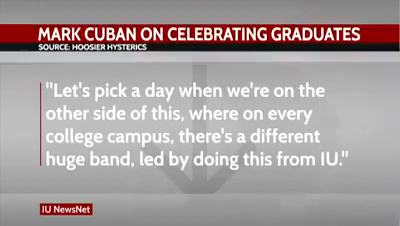 MARK CUBAN ON CELEBRATING GRADUATES
SOURCE: HOOSIER HYSTERICS
"Let's pick a day when we're on the
other side of this, where on every
college campus, there's a different
huge band, led by doing this from IU."
IU NewsNet